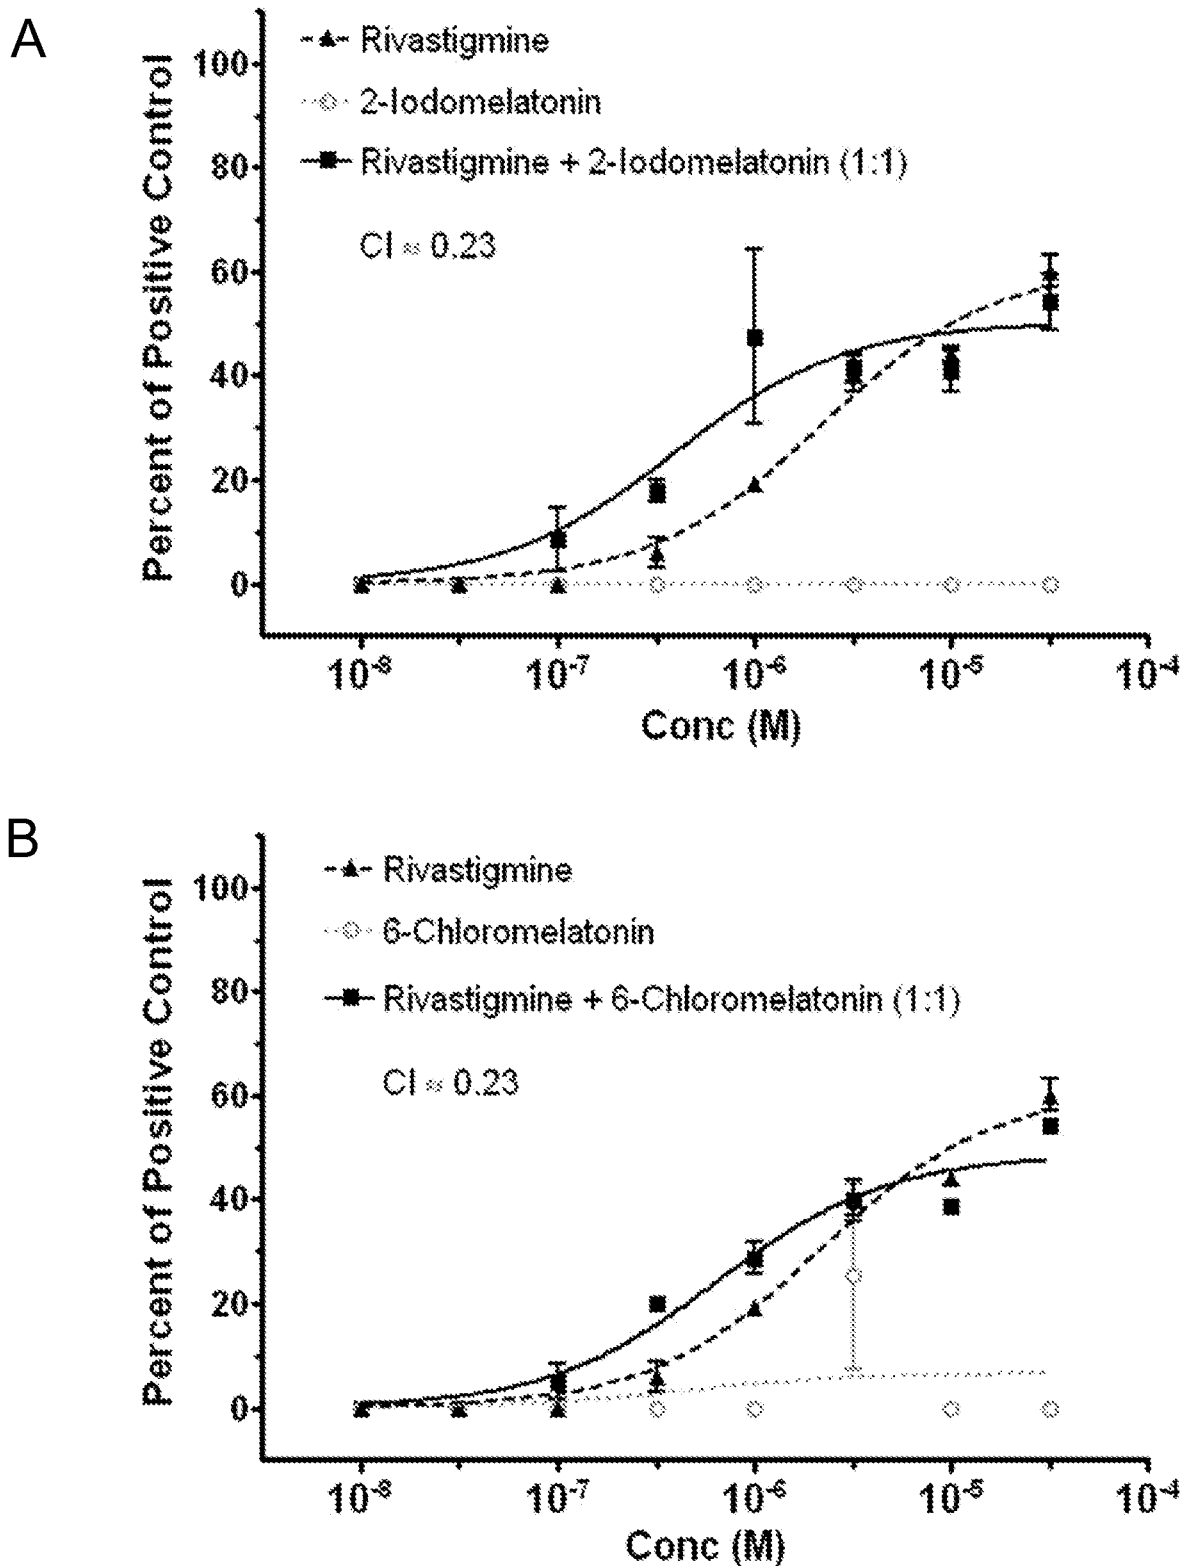 A
Rivastigmine
2-Iodomelatonin
Rivastigmine + 2-Iodomelatonin (1:1)
CI ≈ 0.23
Percent of Positive Control
100
80
60
40
20
0
10⁻⁸
10⁻⁷
10⁻⁶
10⁻⁵
10⁻⁴
Conc (M)
B
Rivastigmine
6-Chloromelatonin
Rivastigmine + 6-Chloromelatonin (1:1)
CI ≈ 0.23
Percent of Positive Control
100
80
60
40
20
0
10⁻⁸
10⁻⁷
10⁻⁶
10⁻⁵
10⁻⁴
Conc (M)